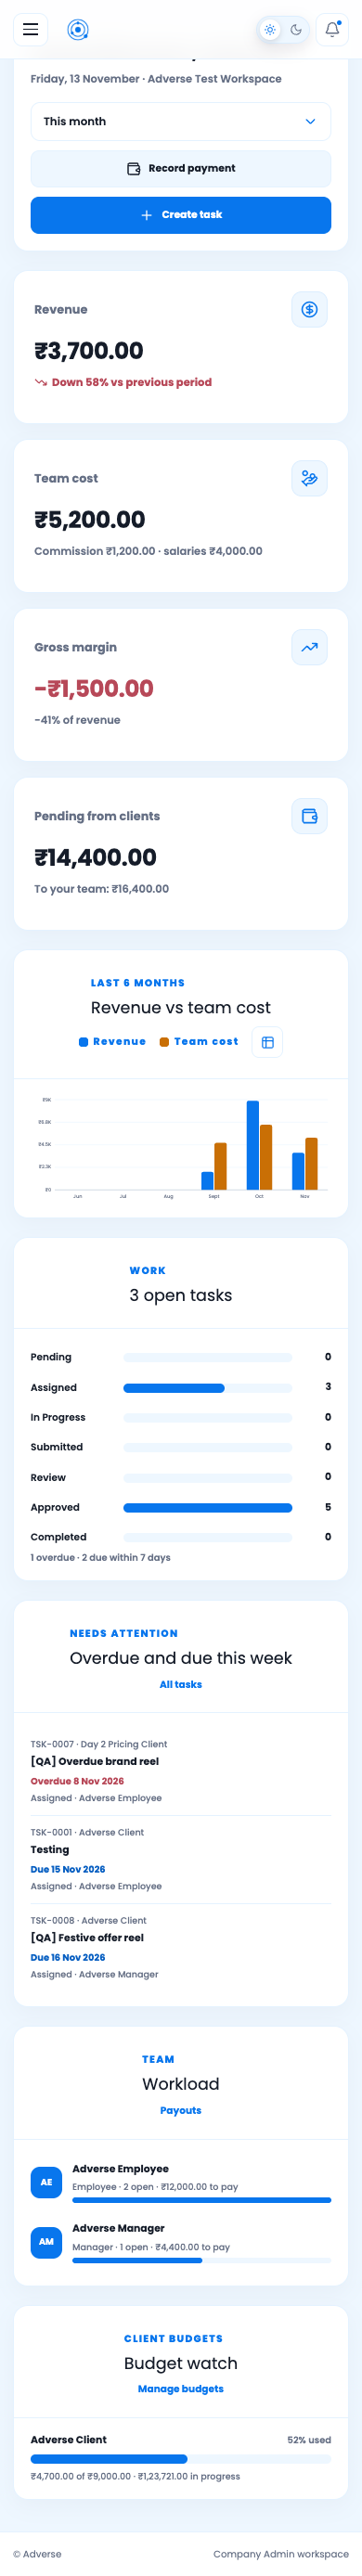 Friday, 13 November · Adverse Test Workspace
This month
Record payment
Create task
Revenue
₹3,700.00
Down 58% vs previous period
Team cost
₹5,200.00
Commission ₹1,200.00 · salaries ₹4,000.00
Gross margin
-₹1,500.00
-41% of revenue
Pending from clients
₹14,400.00
To your team: ₹16,400.00
LAST 6 MONTHS
Revenue vs team cost
Revenue
Team cost
₹9K
₹6.8K
₹4.5K
₹2.3K
₹0
Jun Jul Aug Sept Oct Nov
WORK
3 open tasks
Pending 0
Assigned 3
In Progress 0
Submitted 0
Review 0
Approved 5
Completed 0
1 overdue · 2 due within 7 days
NEEDS ATTENTION
Overdue and due this week
All tasks
TSK-0007 · Day 2 Pricing Client
[QA] Overdue brand reel
Overdue 8 Nov 2026
Assigned · Adverse Employee
TSK-0001 · Adverse Client
Testing
Due 15 Nov 2026
Assigned · Adverse Employee
TSK-0008 · Adverse Client
[QA] Festive offer reel
Due 16 Nov 2026
Assigned · Adverse Manager
TEAM
Workload
Payouts
AE
Adverse Employee
Employee · 2 open · ₹12,000.00 to pay
AM
Adverse Manager
Manager · 1 open · ₹4,400.00 to pay
CLIENT BUDGETS
Budget watch
Manage budgets
Adverse Client 52% used
₹4,700.00 of ₹9,000.00 · ₹1,23,721.00 in progress
© Adverse Company Admin workspace